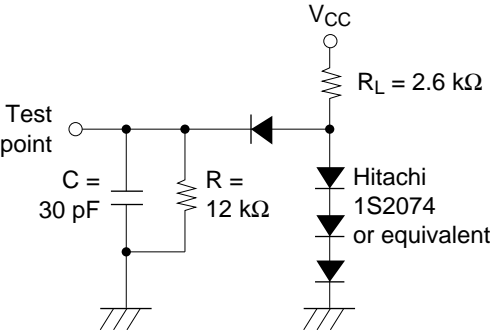 VCC
RL = 2.6 kΩ
Test
point
C =
30 pF
R =
12 kΩ
Hitachi
1S2074
or equivalent